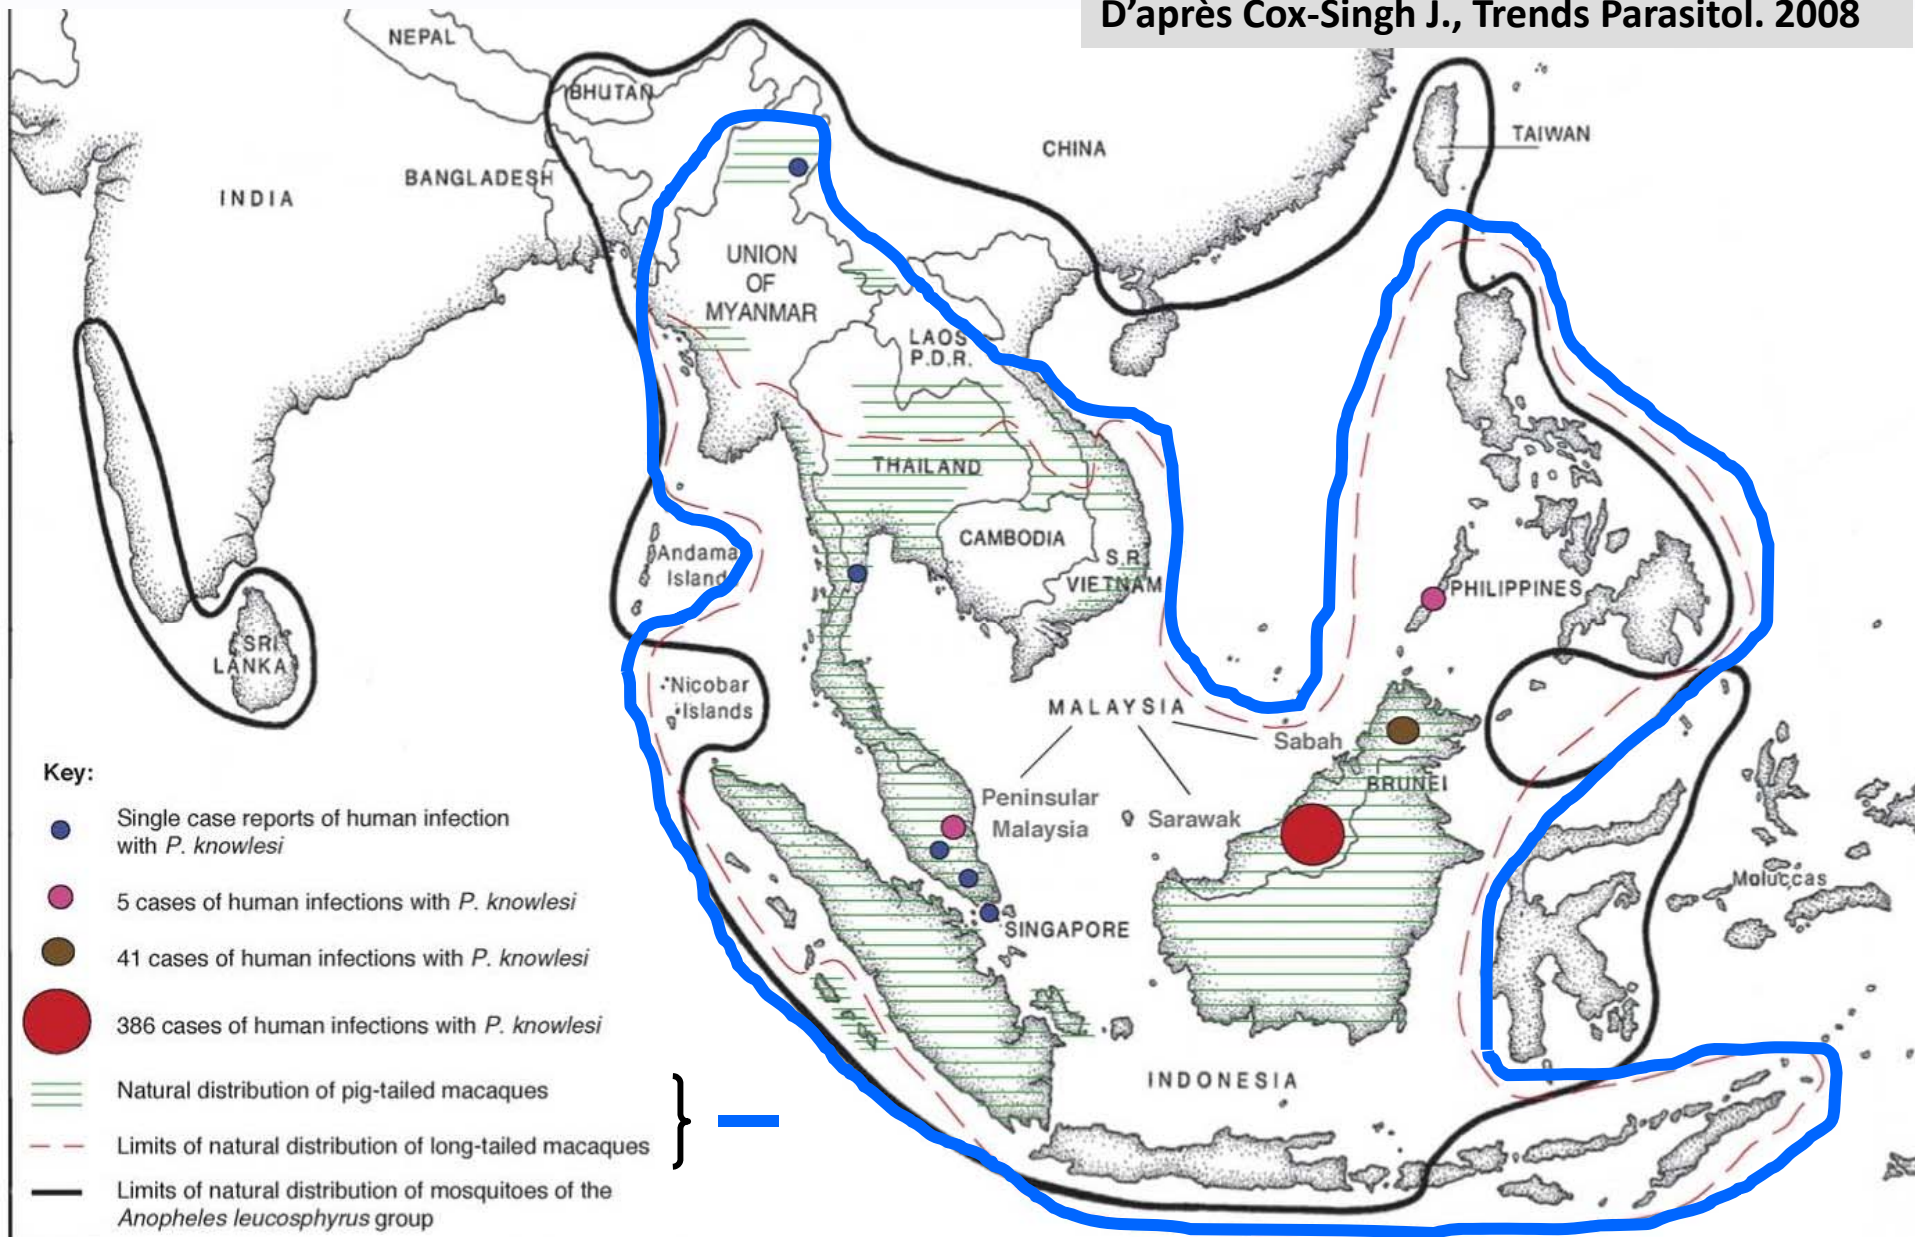 D'après Cox-Singh J., Trends Parasitol. 2008
NEPAL
BHUTAN
TAIWAN
CHINA
BANGLADESH
INDIA
UNION
OF
MYANMAR
LAOS
P.D.R.
THAILAND
CAMBODIA
S.R.
VIETNAM
Andama
Island
PHILIPPINES
SRI
LANKA
Nicobar
Islands
MALAYSIA
Sabah
BRUNEI
Peninsular
Malaysia
Sarawak
SINGAPORE
Moluccas
INDONESIA
Key:
Single case reports of human infection
with P. knowlesi
5 cases of human infections with P. knowlesi
41 cases of human infections with P. knowlesi
386 cases of human infections with P. knowlesi
Natural distribution of pig-tailed macaques
Limits of natural distribution of long-tailed macaques
Limits of natural distribution of mosquitoes of the
Anopheles leucosphyrus group